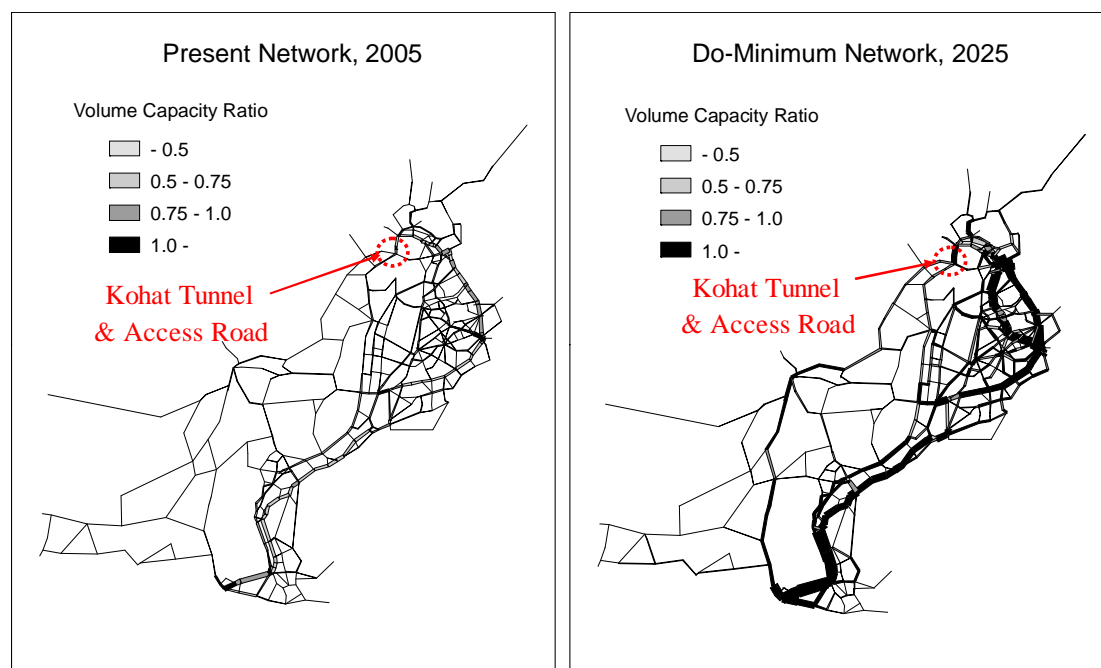 Present Network, 2005
Volume Capacity Ratio
- 0.5
0.5 - 0.75
0.75 - 1.0
1.0 -
Kohat Tunnel
& Access Road
Do-Minimum Network, 2025
Volume Capacity Ratio
- 0.5
0.5 - 0.75
0.75 - 1.0
1.0 -
Kohat Tunnel
& Access Road